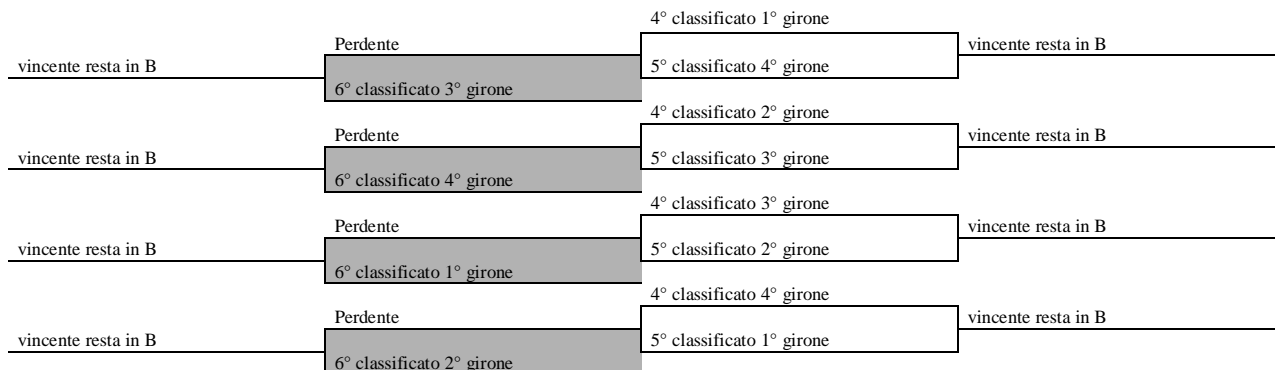 4° classificato 1° girone
Perdente
vincente resta in B
vincente resta in B
5° classificato 4° girone
6° classificato 3° girone
4° classificato 2° girone
Perdente
vincente resta in B
vincente resta in B
5° classificato 3° girone
6° classificato 4° girone
4° classificato 3° girone
Perdente
vincente resta in B
vincente resta in B
5° classificato 2° girone
6° classificato 1° girone
4° classificato 4° girone
Perdente
vincente resta in B
vincente resta in B
5° classificato 1° girone
6° classificato 2° girone